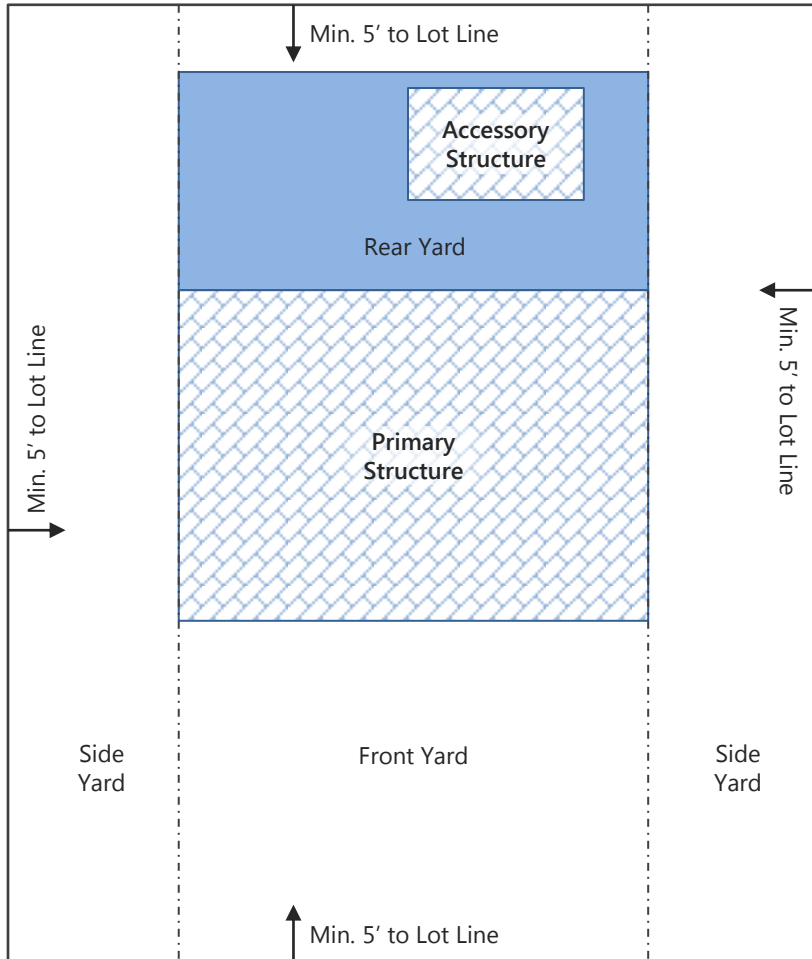 Min. 5’ to Lot Line
Accessory
Structure
Rear Yard
Min. 5’ to Lot Line
Min. 5’ to Lot Line
Primary
Structure
Side
Yard
Front Yard
Side
Yard
Min. 5’ to Lot Line